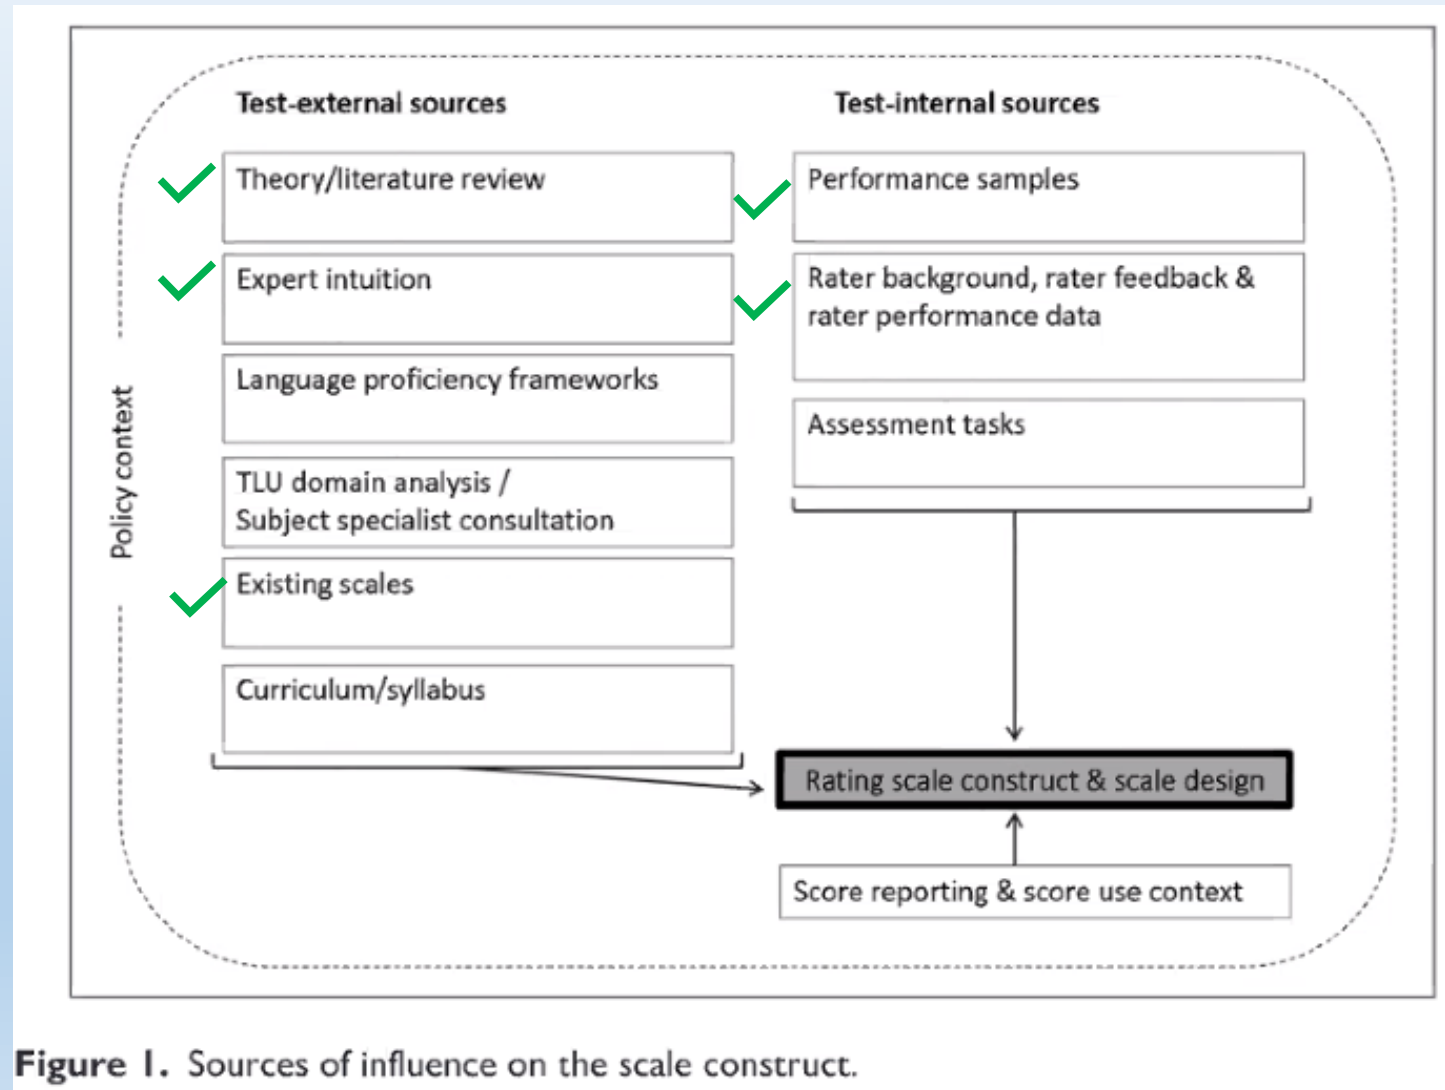 Test-external sources
Theory/literature review
Expert intuition
Language proficiency frameworks
TLU domain analysis /
Subject specialist consultation
Existing scales
Curriculum/syllabus
Test-internal sources
Performance samples
Rater background, rater feedback &
rater performance data
Assessment tasks
Rating scale construct & scale design
Score reporting & score use context
Policy context
Figure 1. Sources of influence on the scale construct.